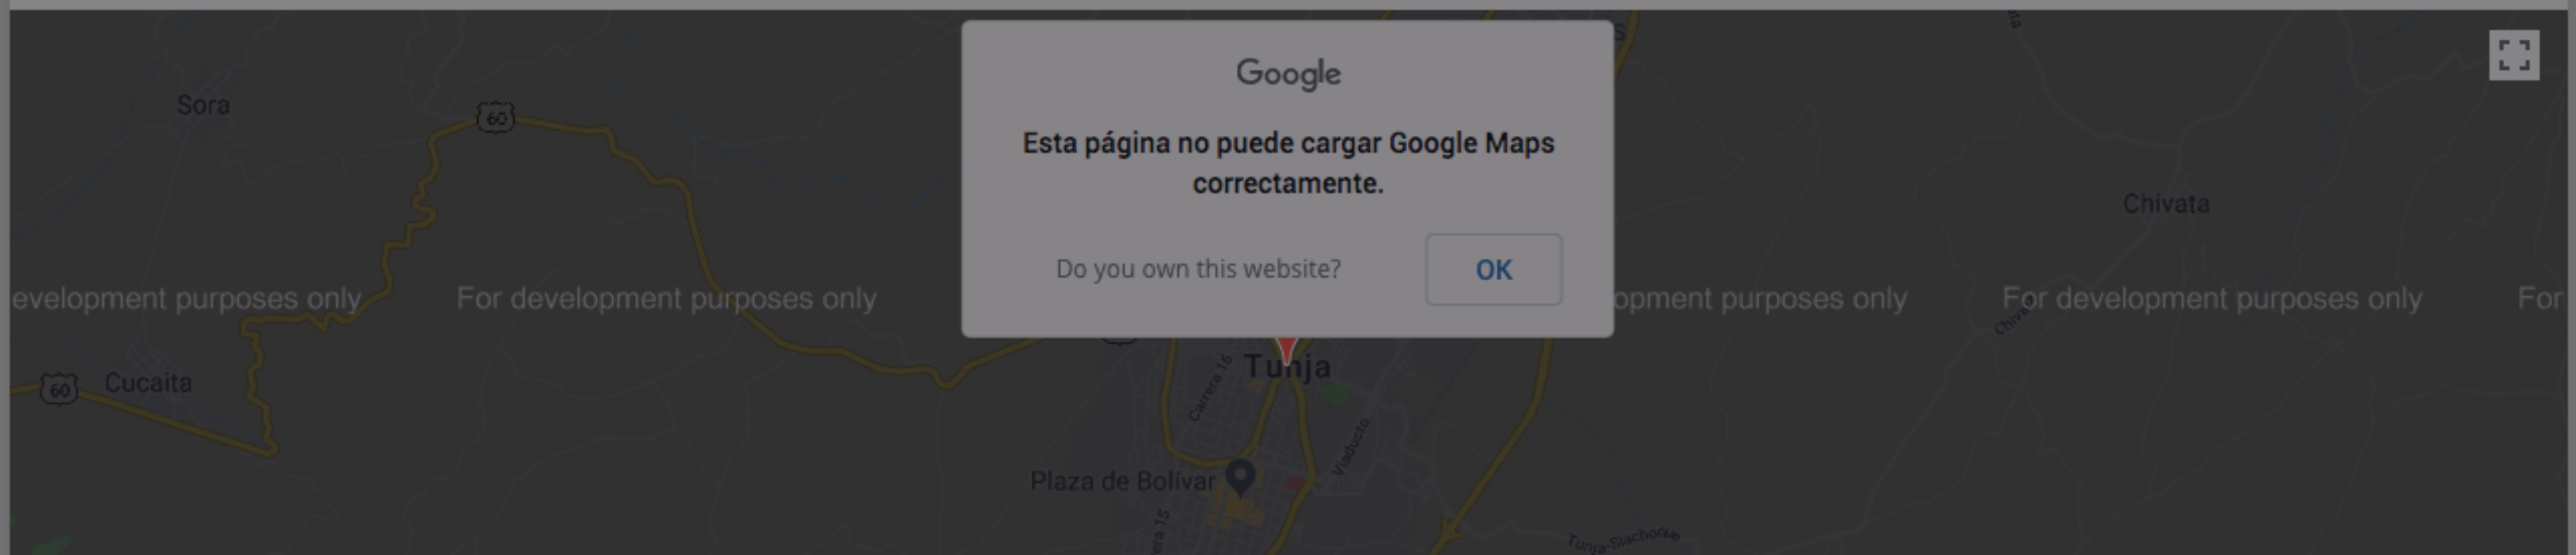 Google
Esta página no puede cargar Google Maps
correctamente.
Do you own this website?
OK
Sora
60
Chivata
evelopment purposes only
For development purposes only
opment purposes only
For development purposes only
For
60
Cucaita
Tunja
Carrera 16
Viaducto
Plaza de Bolívar
era 15
Tunja-Siachoque